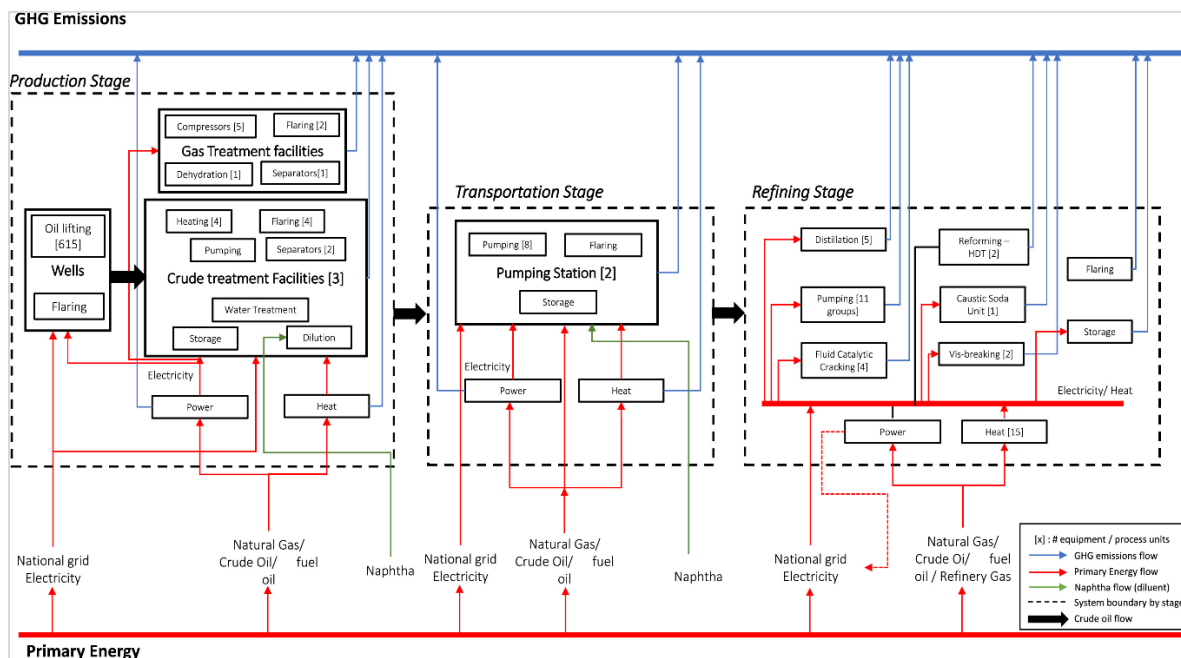 GHG Emissions
Production Stage
Compressors [5]
Flaring [2]
Gas Treatment facilities
Dehydration [1]
Separators[1]
Oil lifting
[615]
Wells
Flaring
Heating [4]
Flaring [4]
Pumping
Separators [2]
Crude treatment Facilities [3]
Water Treatment
Storage
Dilution
Electricity
Power
Heat
National grid
Electricity
Natural Gas/
Crude Oil/ fuel
oil
Naphtha
Transportation Stage
Pumping [8]
Flaring
Pumping Station [2]
Storage
Electricity
Power
Heat
National grid
Electricity
Natural Gas/
Crude Oil/ fuel
oil
Naphtha
Refining Stage
Distillation [5]
Reforming –
HDT [2]
Flaring
Pumping [11
groups]
Caustic Soda
Unit [1]
Storage
Fluid Catalytic
Cracking [4]
Vis-breaking [2]
Electricity/ Heat
Power
Heat [15]
National grid
Electricity
Natural Gas/
Crude Oi/ fuel
oil / Refinery Gas
[x] : # equipment / process units
GHG emissions flow
Primary Energy flow
Naphtha flow (diluent)
System boundary by stage
Crude oil flow
Primary Energy